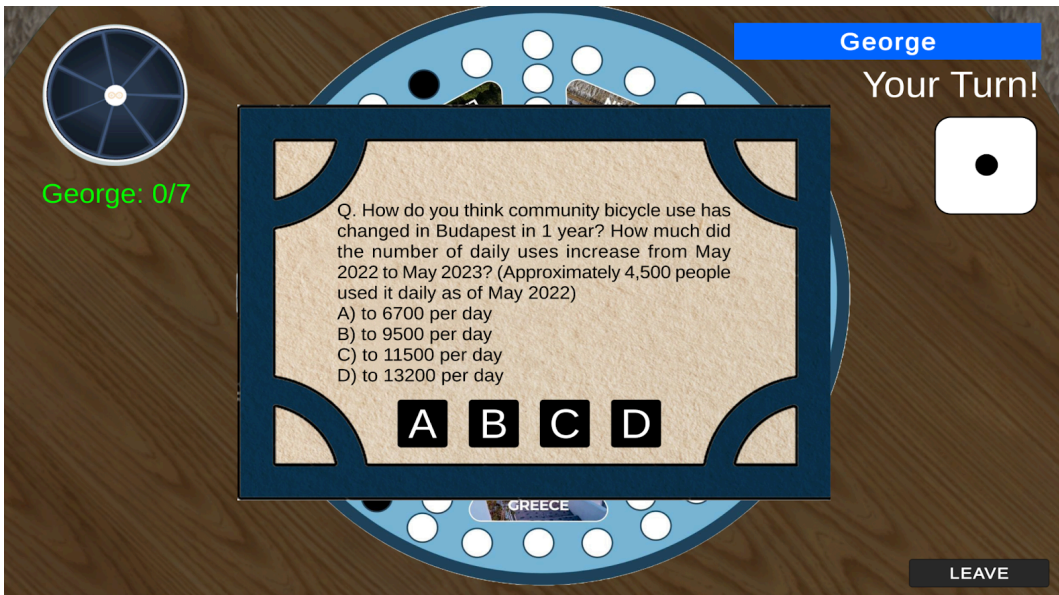 George
Your Turn!
George: 0/7
Q. How do you think community bicycle use has
changed in Budapest in 1 year? How much did
the number of daily uses increase from May
2022 to May 2023? (Approximately 4,500 people
used it daily as of May 2022)
A) to 6700 per day
B) to 9500 per day
C) to 11500 per day
D) to 13200 per day
A B C D
GREECE
LEAVE